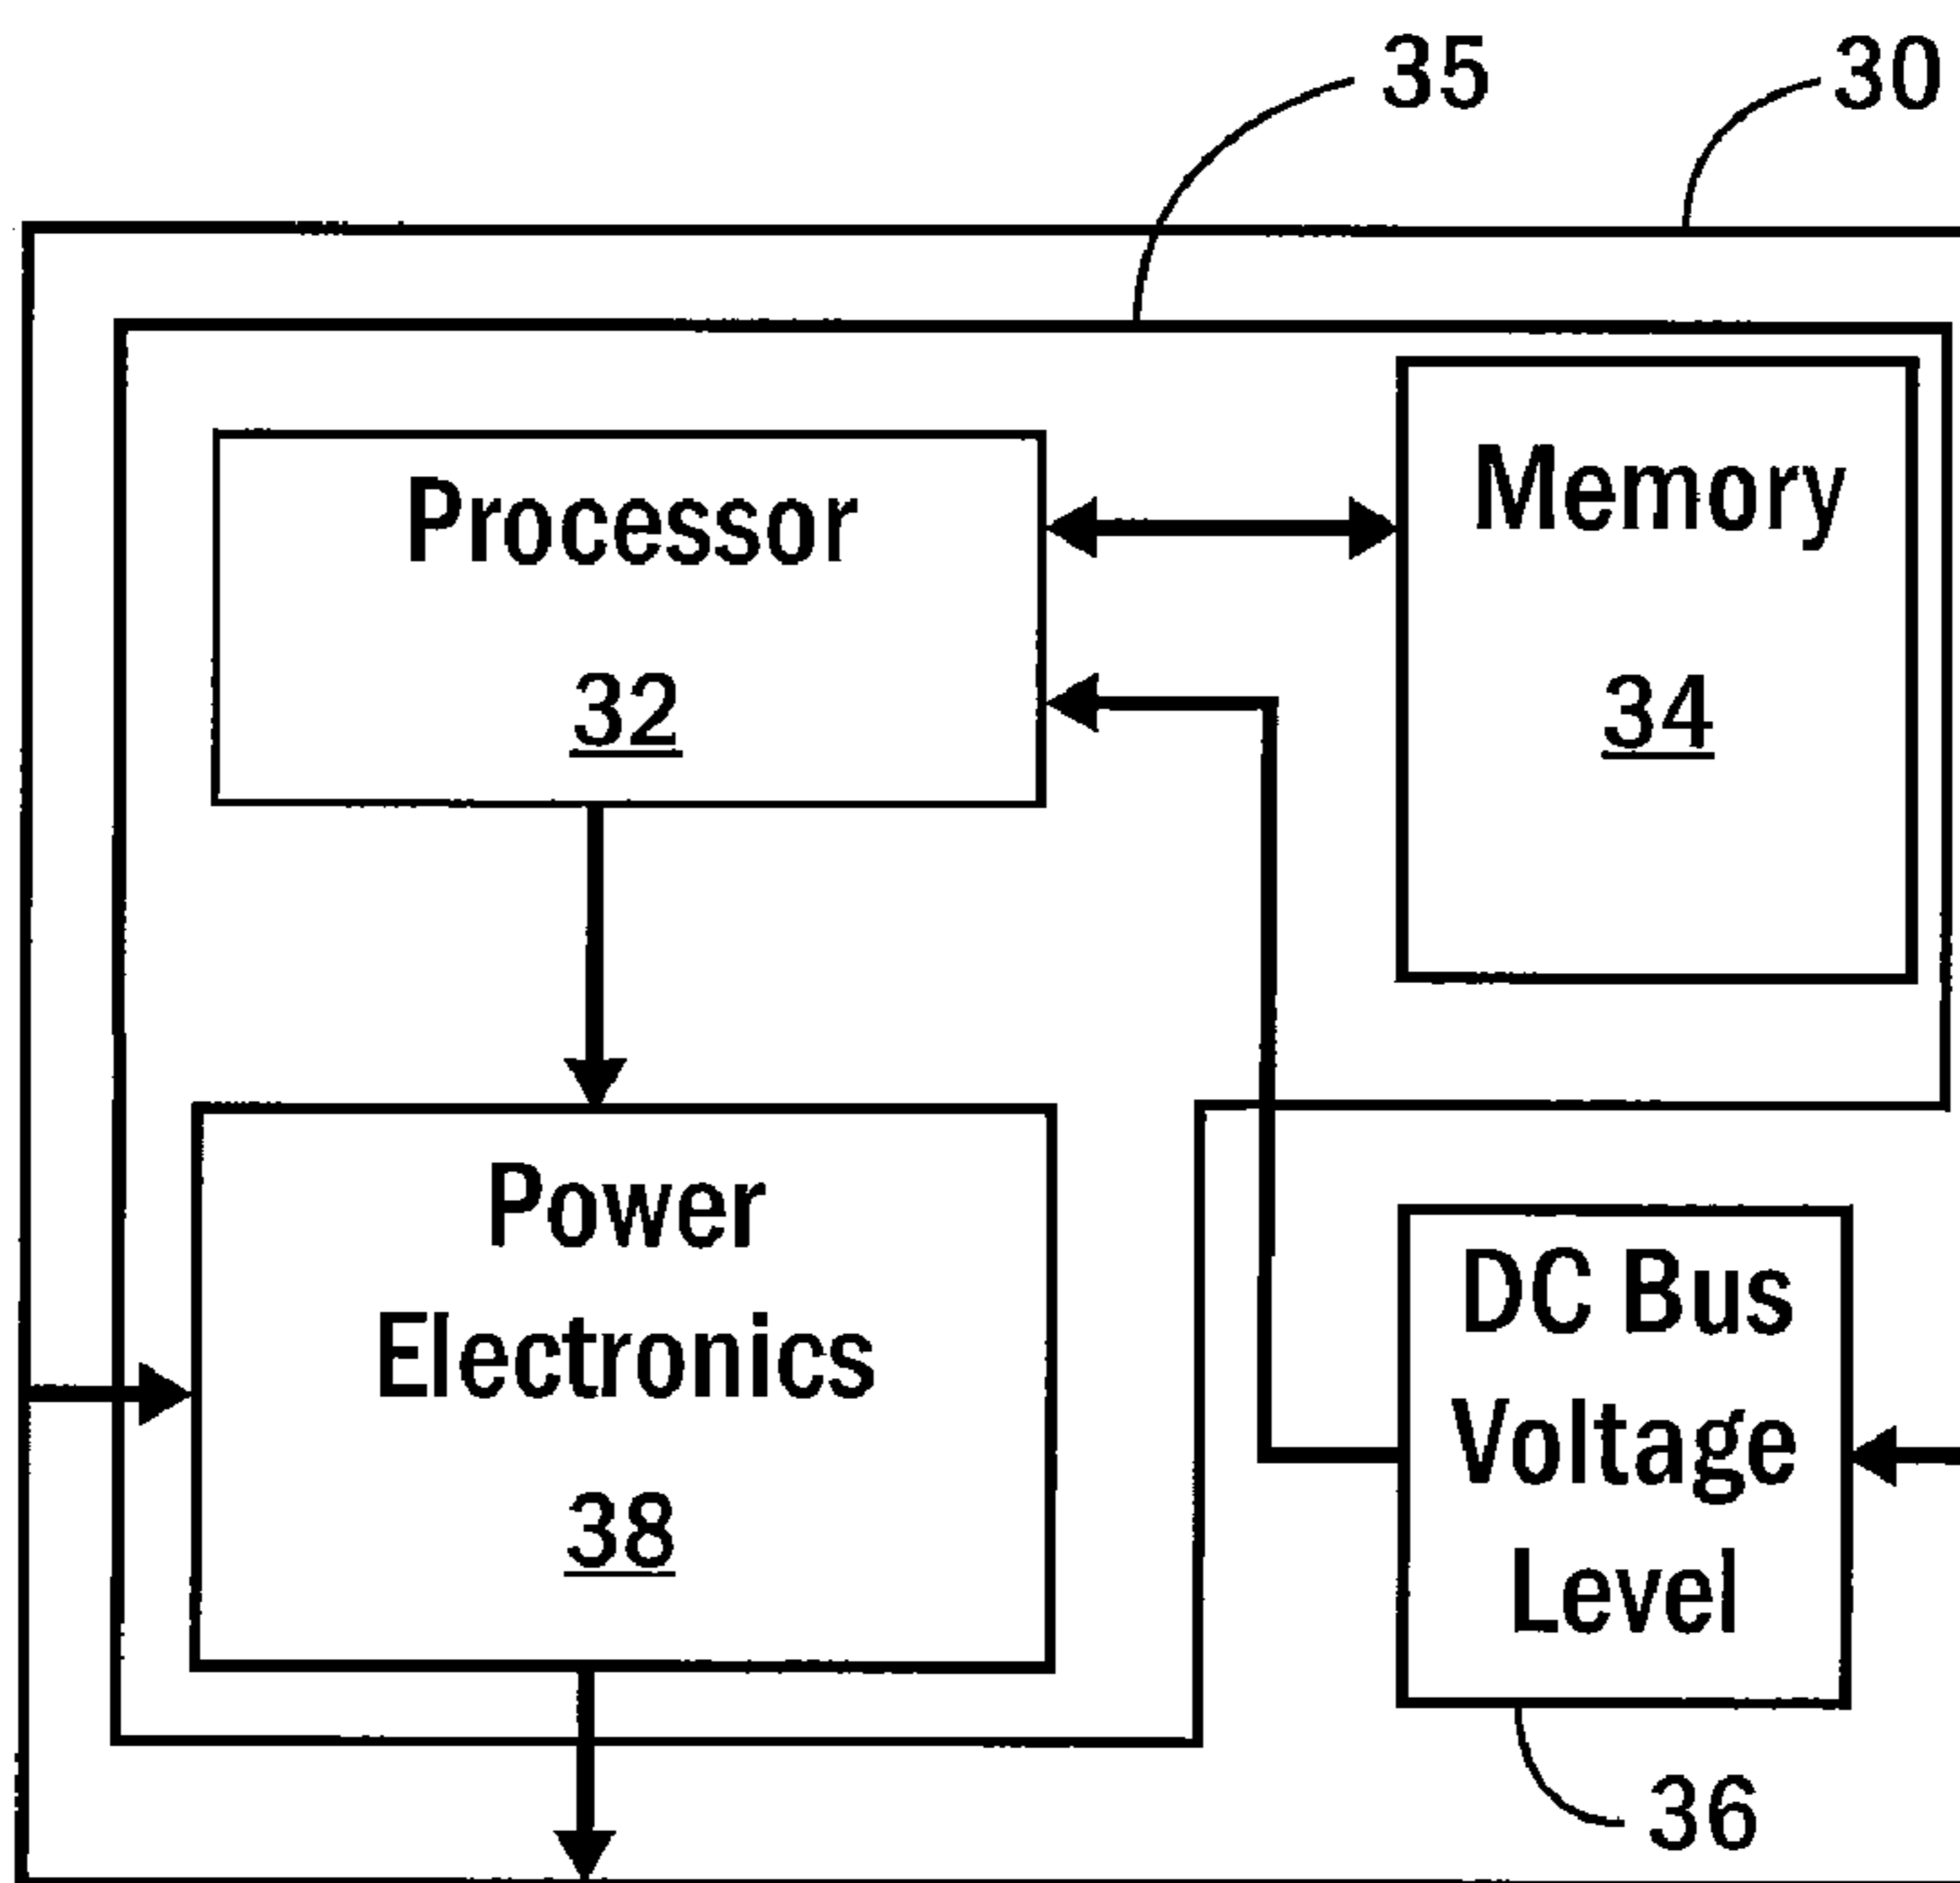 35
30
Processor
32
Memory
34
Power
Electronics
38
DC Bus
Voltage
Level
36